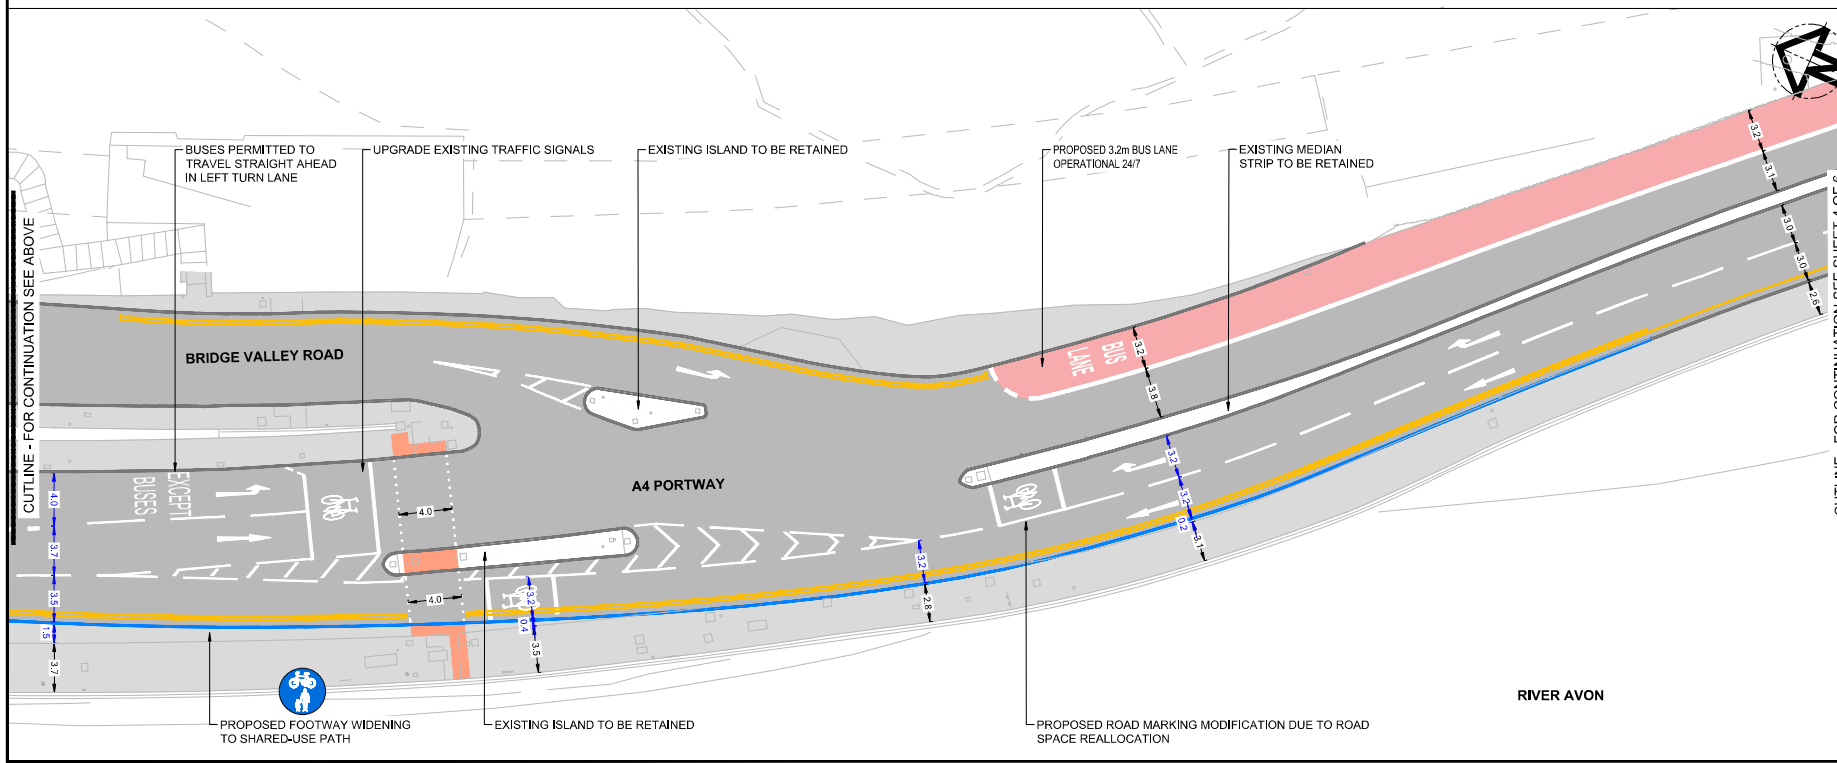 BUSES PERMITTED TO
TRAVEL STRAIGHT AHEAD
IN LEFT TURN LANE
UPGRADE EXISTING TRAFFIC SIGNALS
EXISTING ISLAND TO BE RETAINED
PROPOSED 3.2m BUS LANE
OPERATIONAL 24/7
EXISTING MEDIAN
STRIP TO BE RETAINED
3.2
3.1
3.0
3.0
2.6
CUTLINE - FOR CONTINUATION SEE ABOVE
BRIDGE VALLEY ROAD
BUS
LANE
3.2
3.8
3.2
3.2
0.2
3.1
EXCEPT
BUSES
A4 PORTWAY
4.0
3.7
3.5
1.5
3.7
4.0
4.0
3.2
0.4
3.5
3.2
2.8
RIVER AVON
PROPOSED FOOTWAY WIDENING
TO SHARED-USE PATH
EXISTING ISLAND TO BE RETAINED
PROPOSED ROAD MARKING MODIFICATION DUE TO ROAD
SPACE REALLOCATION